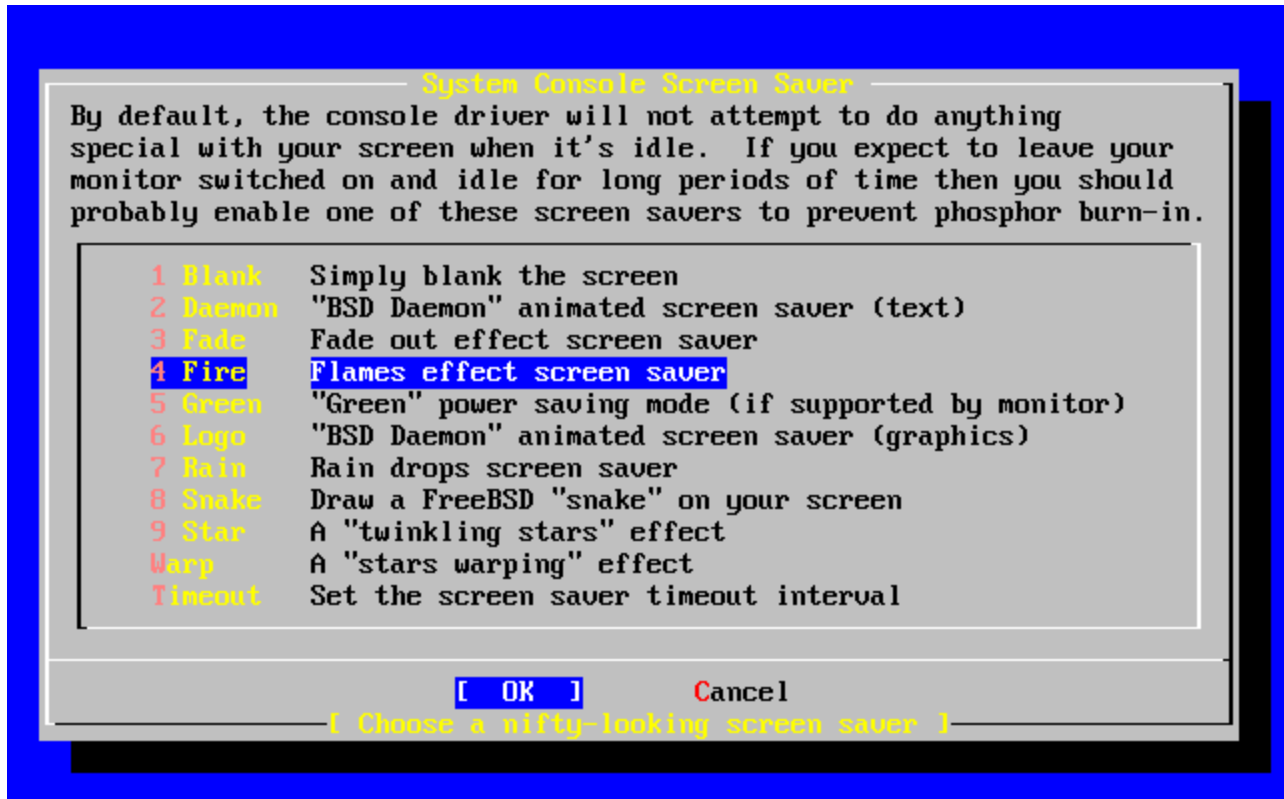 System Console Screen Saver
By default, the console driver will not attempt to do anything
special with your screen when it's idle.  If you expect to leave your
monitor switched on and idle for long periods of time then you should
probably enable one of these screen savers to prevent phosphor burn-in.
1 Blank   Simply blank the screen
2 Daemon  "BSD Daemon" animated screen saver (text)
3 Fade    Fade out effect screen saver
4 Fire    Flames effect screen saver
5 Green   "Green" power saving mode (if supported by monitor)
6 Logo    "BSD Daemon" animated screen saver (graphics)
7 Rain    Rain drops screen saver
8 Snake   Draw a FreeBSD "snake" on your screen
9 Star    A "twinkling stars" effect
Warp      A "stars warping" effect
Timeout   Set the screen saver timeout interval
[  OK  ]       Cancel
[ Choose a nifty-looking screen saver ]